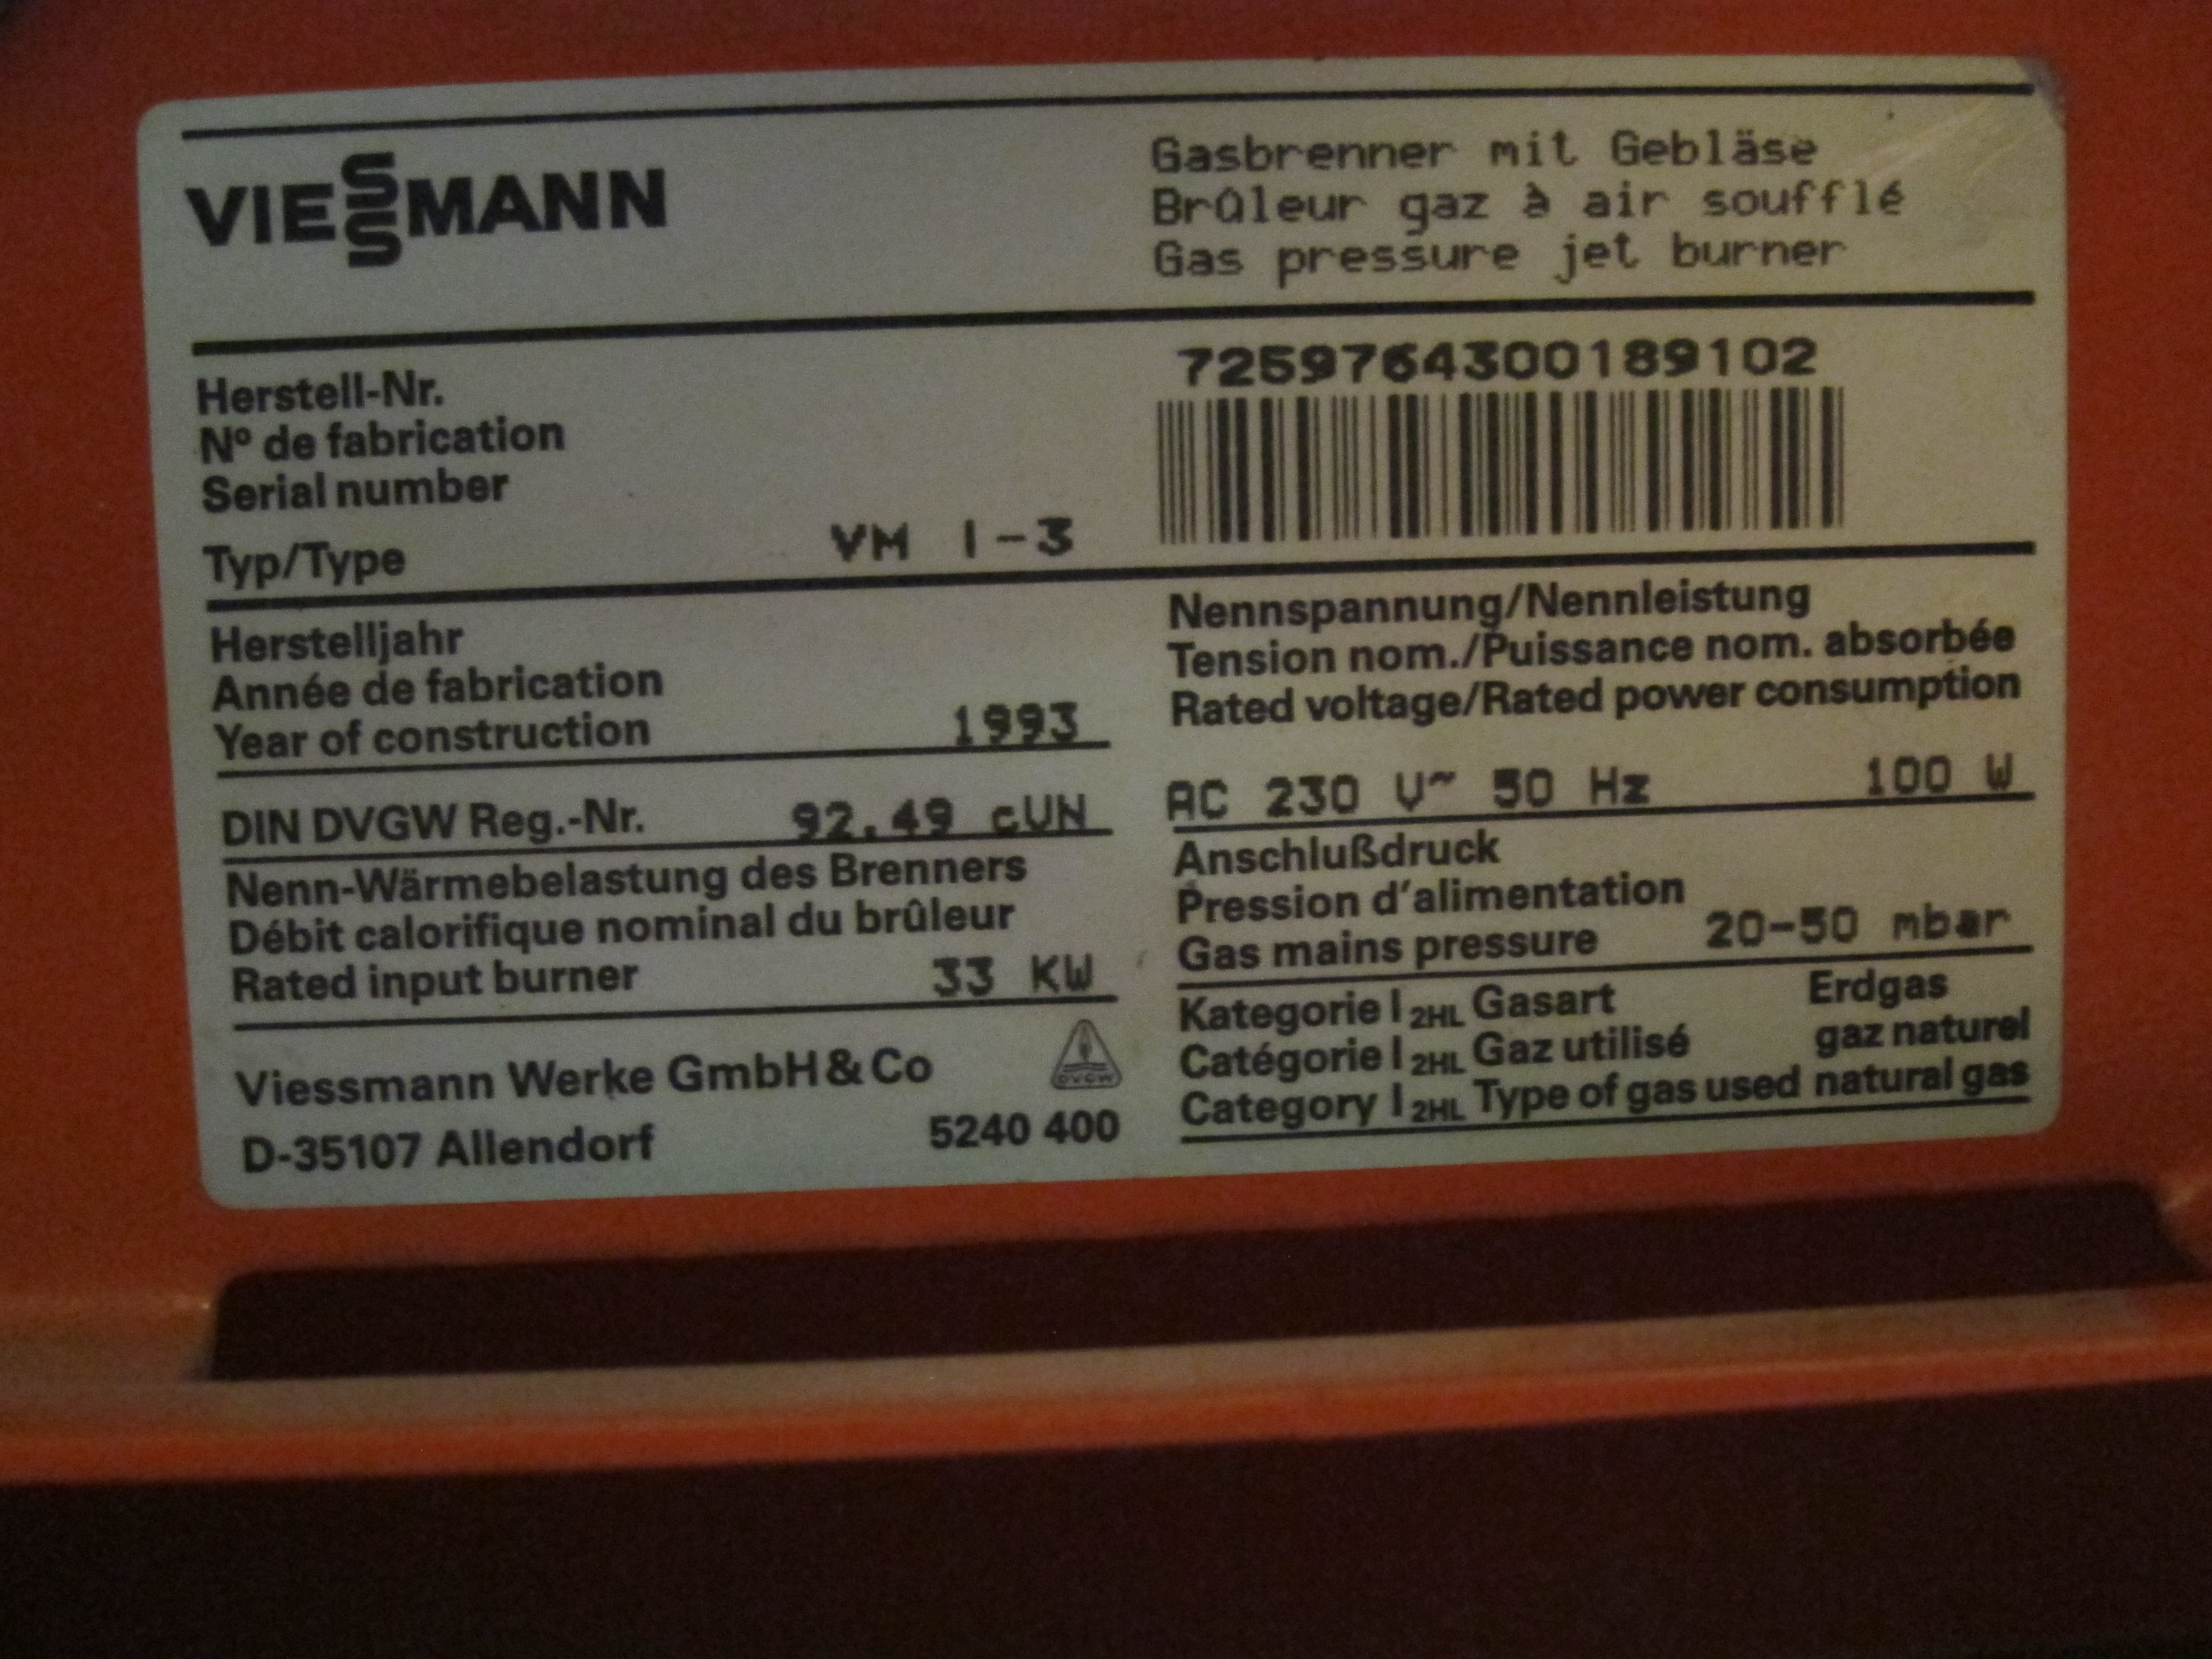 VIESSMANN
Gasbrenner mit Gebläse
Brûleur gaz à air soufflé
Gas pressure jet burner
Herstell-Nr.
N° de fabrication
Serial number
7259764300189102
Typ/Type VM I-3
Herstelljahr
Année de fabrication
Year of construction 1993
DIN DVGW Reg.-Nr. 92.49 cUN
Nenn-Wärmebelastung des Brenners
Débit calorifique nominal du brûleur
Rated input burner 33 KW
Viessmann Werke GmbH & Co
DVGW
D-35107 Allendorf 5240 400
Nennspannung/Nennleistung
Tension nom./Puissance nom. absorbée
Rated voltage/Rated power consumption
AC 230 V~ 50 Hz 100 W
Anschlußdruck
Pression d'alimentation
Gas mains pressure 20-50 mbar
Kategorie I 2HL Gasart Erdgas
Catégorie I 2HL Gaz utilisé gaz naturel
Category I 2HL Type of gas used natural gas